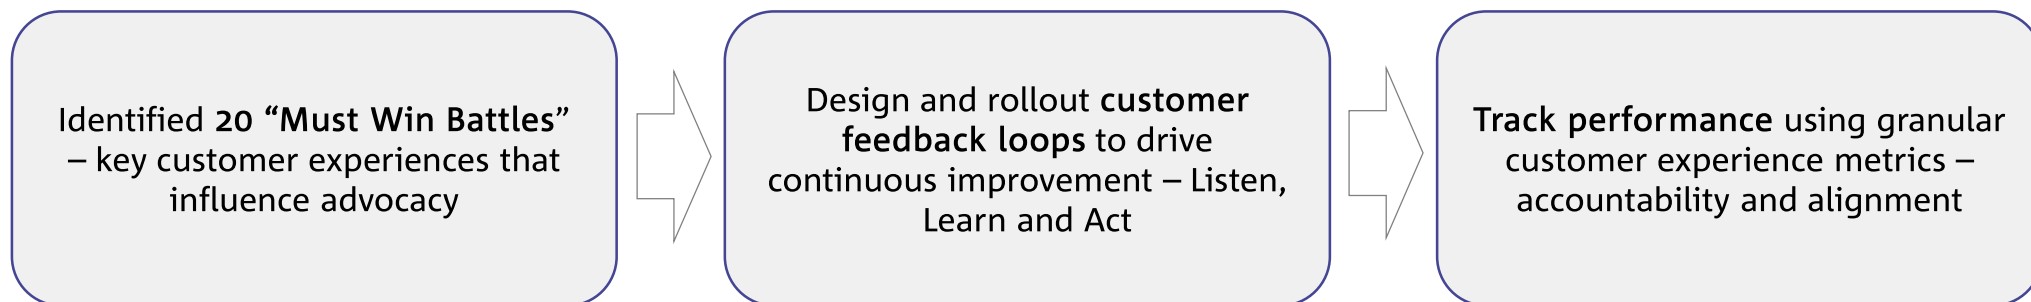 Identified 20 “Must Win Battles”
– key customer experiences that
influence advocacy
Design and rollout customer
feedback loops to drive
continuous improvement – Listen,
Learn and Act
Track performance using granular
customer experience metrics –
accountability and alignment